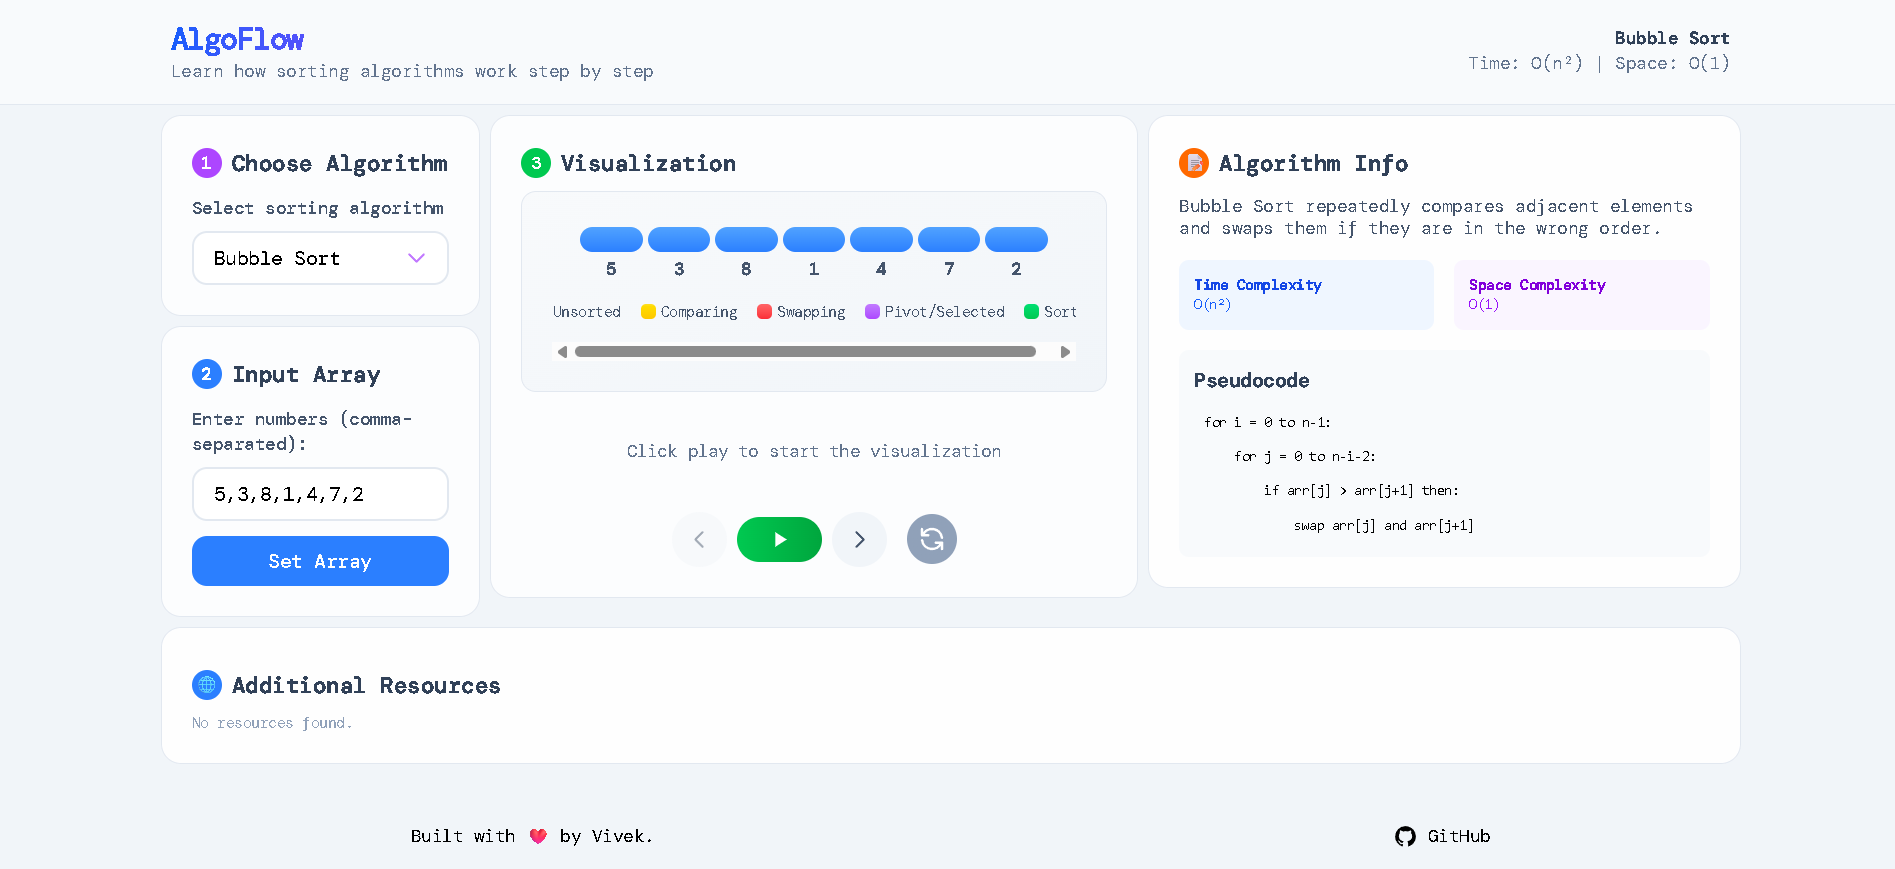 AlgoFlow
Learn how sorting algorithms work step by step
Bubble Sort
Time: O(n²) | Space: O(1)
1 Choose Algorithm
Select sorting algorithm
Bubble Sort
2 Input Array
Enter numbers (comma-
separated):
5,3,8,1,4,7,2
Set Array
3 Visualization
5 3 8 1 4 7 2
Unsorted Comparing Swapping Pivot/Selected Sort
Click play to start the visualization
Algorithm Info
Bubble Sort repeatedly compares adjacent elements
and swaps them if they are in the wrong order.
Time Complexity
O(n²)
Space Complexity
O(1)
Pseudocode
for i = 0 to n-1:
for j = 0 to n-i-2:
if arr[j] > arr[j+1] then:
swap arr[j] and arr[j+1]
Additional Resources
No resources found.
Built with ❤️ by Vivek.
GitHub